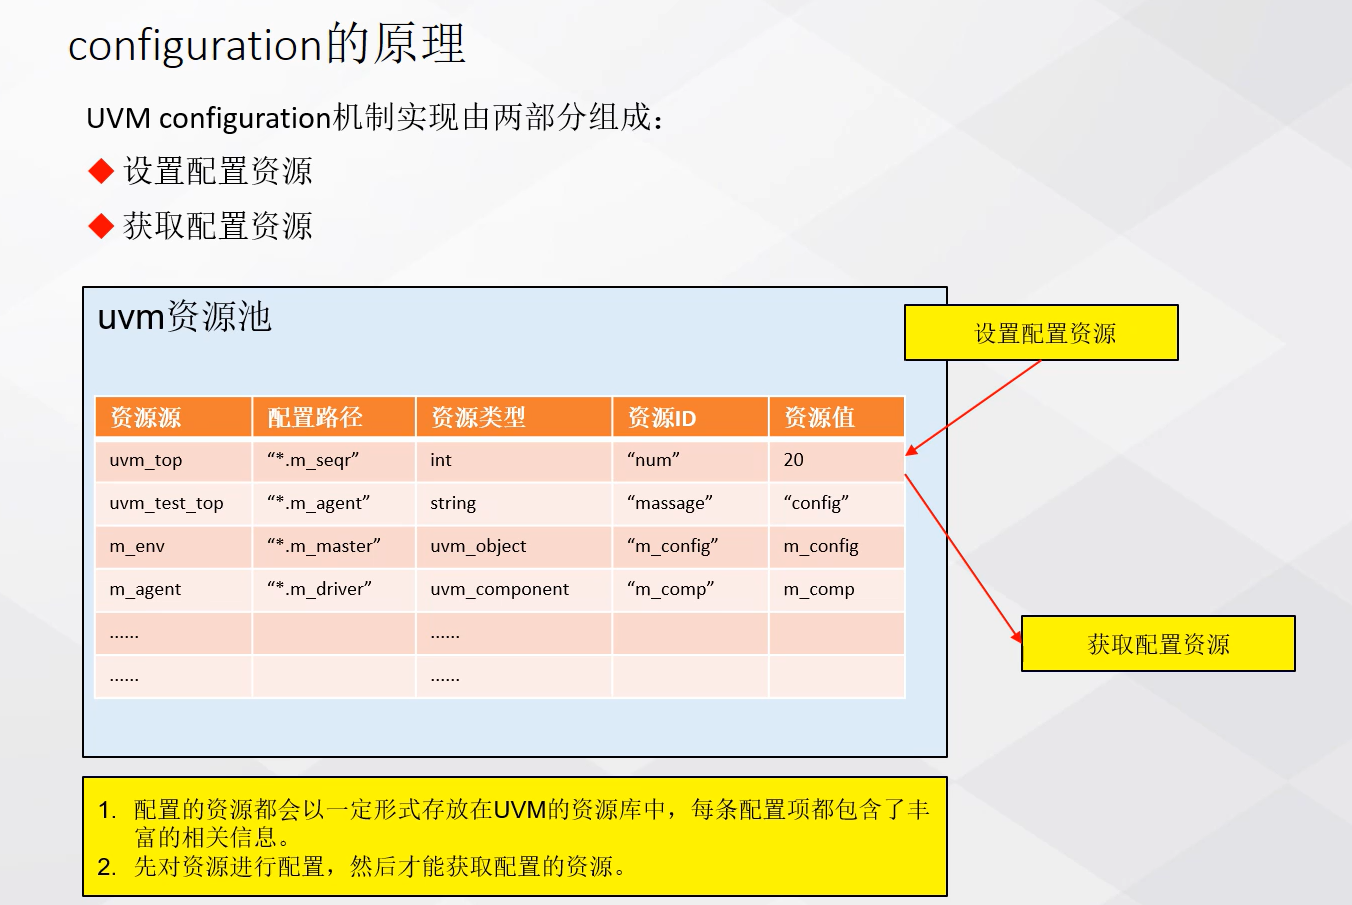 configuration的原理
UVM configuration机制实现由两部分组成：
设置配置资源
获取配置资源
uvm资源池
设置配置资源
资源源 配置路径 资源类型 资源ID 资源值
uvm_top “*.m_seqr” int “num” 20
uvm_test_top “*.m_agent” string “massage” “config”
m_env “*.m_master” uvm_object “m_config” m_config
m_agent “*.m_driver” uvm_component “m_comp” m_comp
...... ......
...... ......
获取配置资源
1. 配置的资源都会以一定形式存放在UVM的资源库中，每条配置项都包含了丰
富的相关信息。
2. 先对资源进行配置，然后才能获取配置的资源。